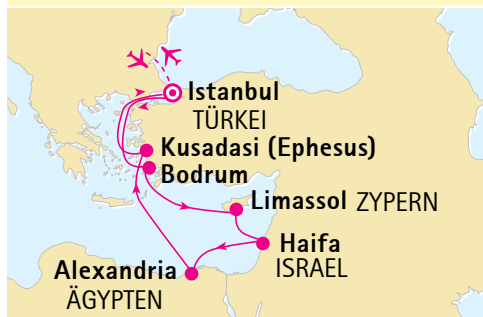 Istanbul
TÜRKEI
Kusadasi (Ephesus)
Bodrum
Limassol ZYPERN
Haifa
ISRAEL
Alexandria
ÄGYPTEN